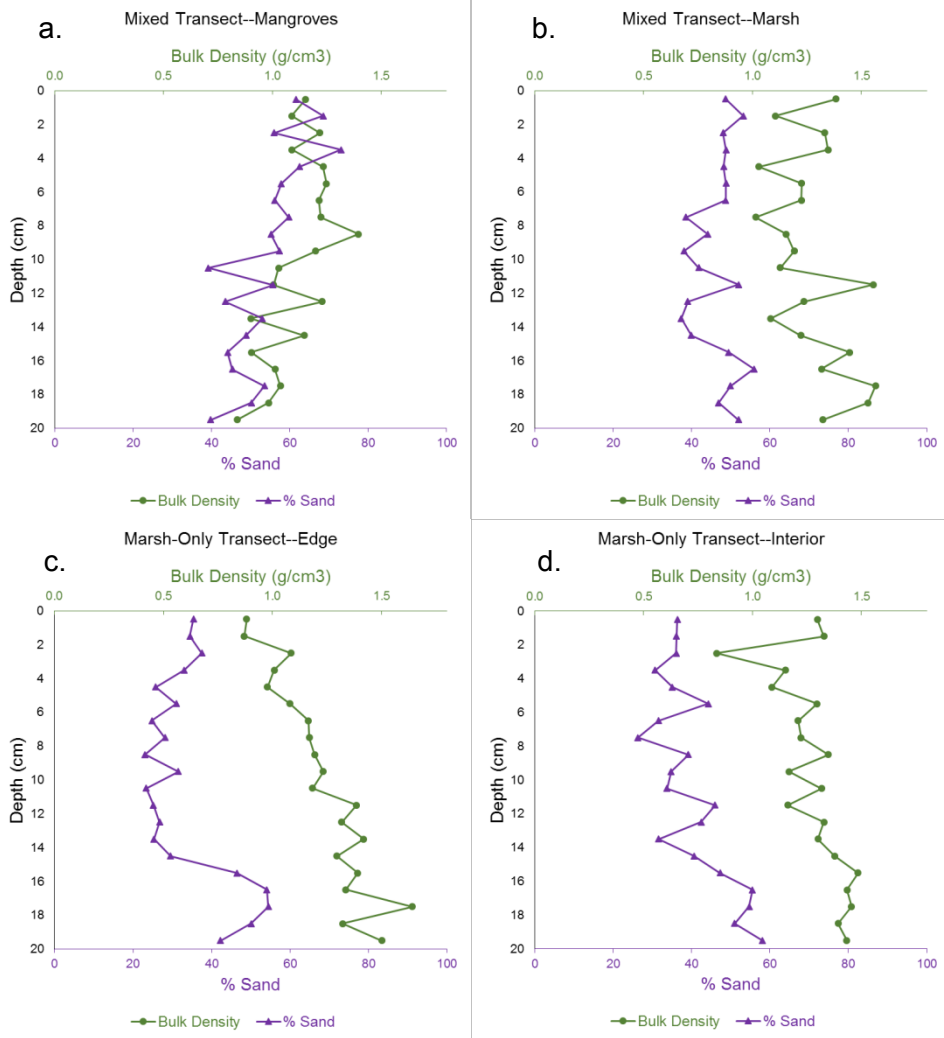 a.
Mixed Transect--Mangroves
Bulk Density (g/cm3)
0.0 0.5 1.0 1.5
0
2
4
6
8
10
12
14
16
18
20
Depth (cm)
0 20 40 60 80 100
% Sand
Bulk Density % Sand
b.
Mixed Transect--Marsh
Bulk Density (g/cm3)
0.0 0.5 1.0 1.5
0
2
4
6
8
10
12
14
16
18
20
Depth (cm)
0 20 40 60 80 100
% Sand
Bulk Density % Sand
c.
Marsh-Only Transect--Edge
Bulk Density (g/cm3)
0.0 0.5 1.0 1.5
0
2
4
6
8
10
12
14
16
18
20
Depth (cm)
0 20 40 60 80 100
% Sand
Bulk Density % Sand
d.
Marsh-Only Transect--Interior
Bulk Density (g/cm3)
0.0 0.5 1.0 1.5
0
2
4
6
8
10
12
14
16
18
20
Depth (cm)
0 20 40 60 80 100
% Sand
Bulk Density % Sand